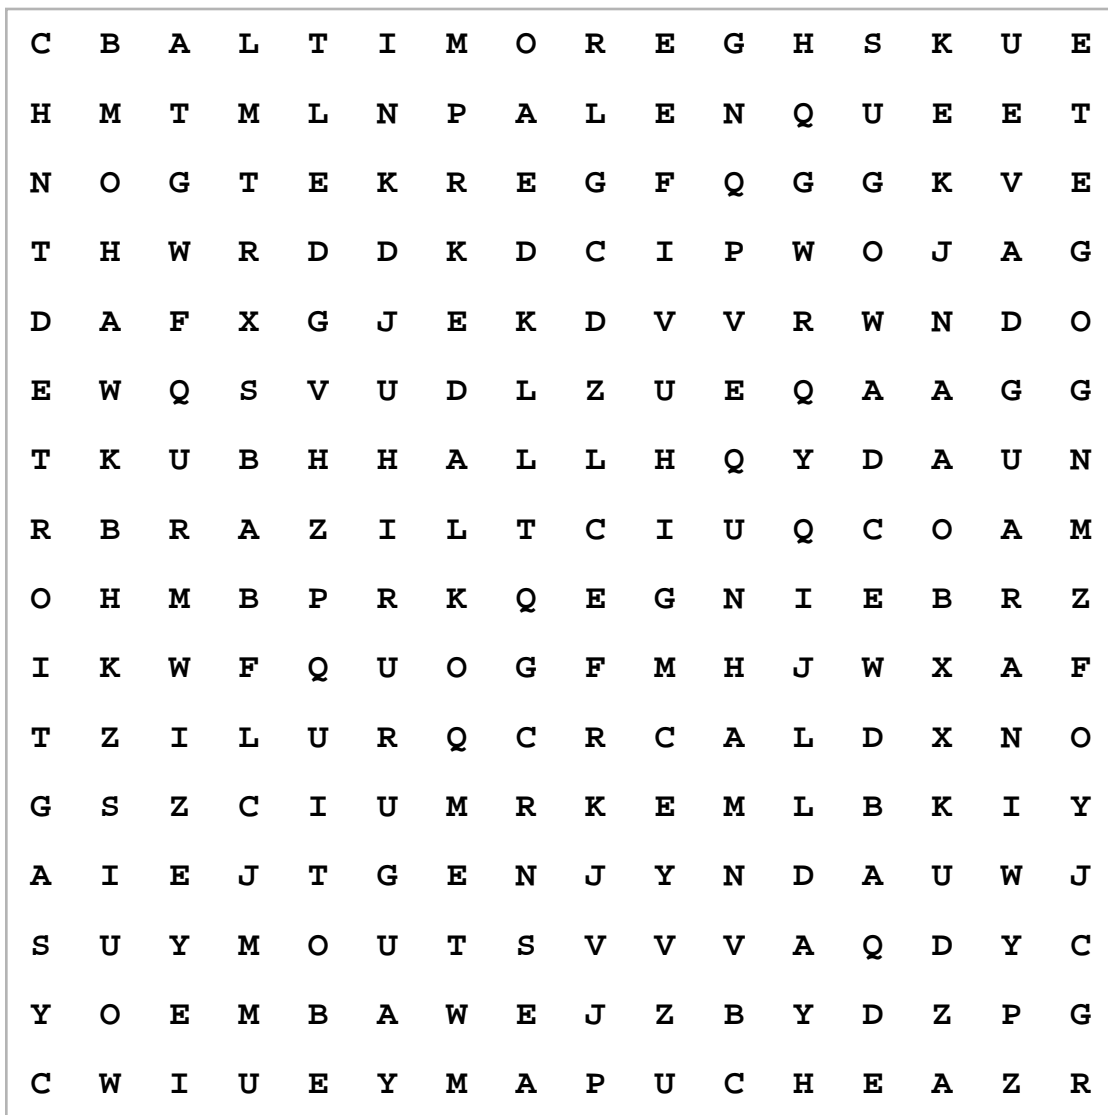 C B A L T I M O R E G H S K U E
H M T M L N P A L E N Q U E E T
N O G T E K R E G F Q G G K V E
T H W R D D K D C I P W O J A G
D A F X G J E K D V V R W N D O
E W Q S V U D L Z U E Q A A G G
T K U B H H A L L H Q Y D A U N
R B R A Z I L T C I U Q C O A M
O H M B P R K Q E G N I E B R Z
I K W F Q U O G F M H J W X A F
T Z I L U R Q C R C A L D X N O
G S Z C I U M R K E M L B K I Y
A I E J T G E N J Y N D A U W J
S U Y M O U T S V V V A Q D Y C
Y O E M B A W E J Z B Y D Z P G
C W I U E Y M A P U C H E A Z R